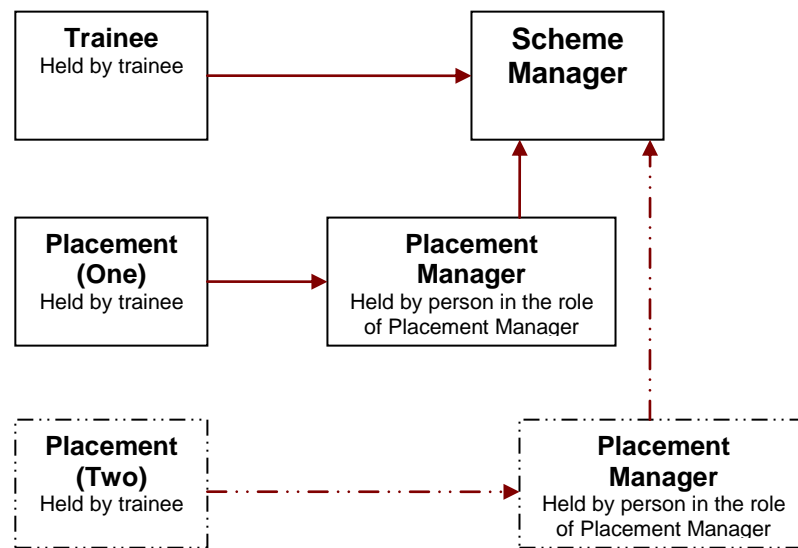 Trainee
Held by trainee
Scheme
Manager
Placement
(One)
Held by trainee
Placement
Manager
Held by person in the role
of Placement Manager
Placement
(Two)
Held by trainee
Placement
Manager
Held by person in the role
of Placement Manager